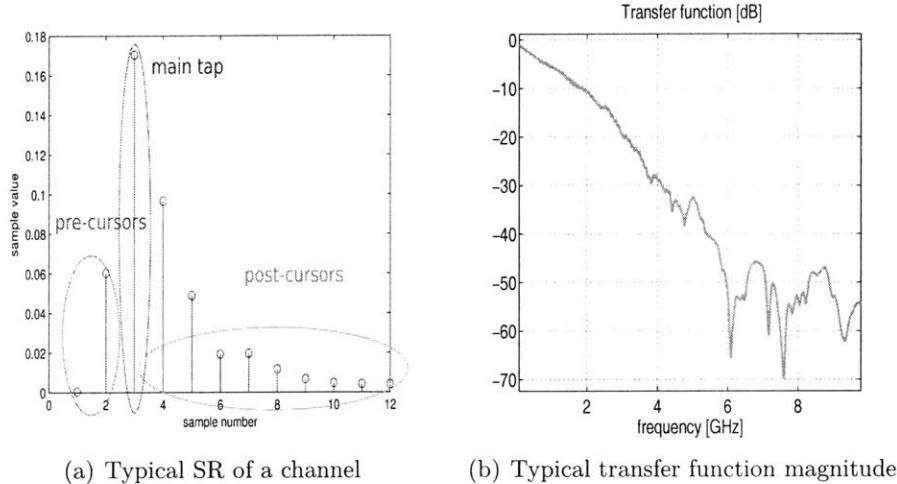 Transfer function [dB]
0.18
0.16
0.14
0.12
0.1
0.08
0.06
0.04
0.02
0
sample value
main tap
pre-cursors
post-cursors
0 2 4 6 8 10 12
sample number
(a) Typical SR of a channel
0
−10
−20
−30
−40
−50
−60
−70
2 4 6 8
frequency [GHz]
(b) Typical transfer function magnitude